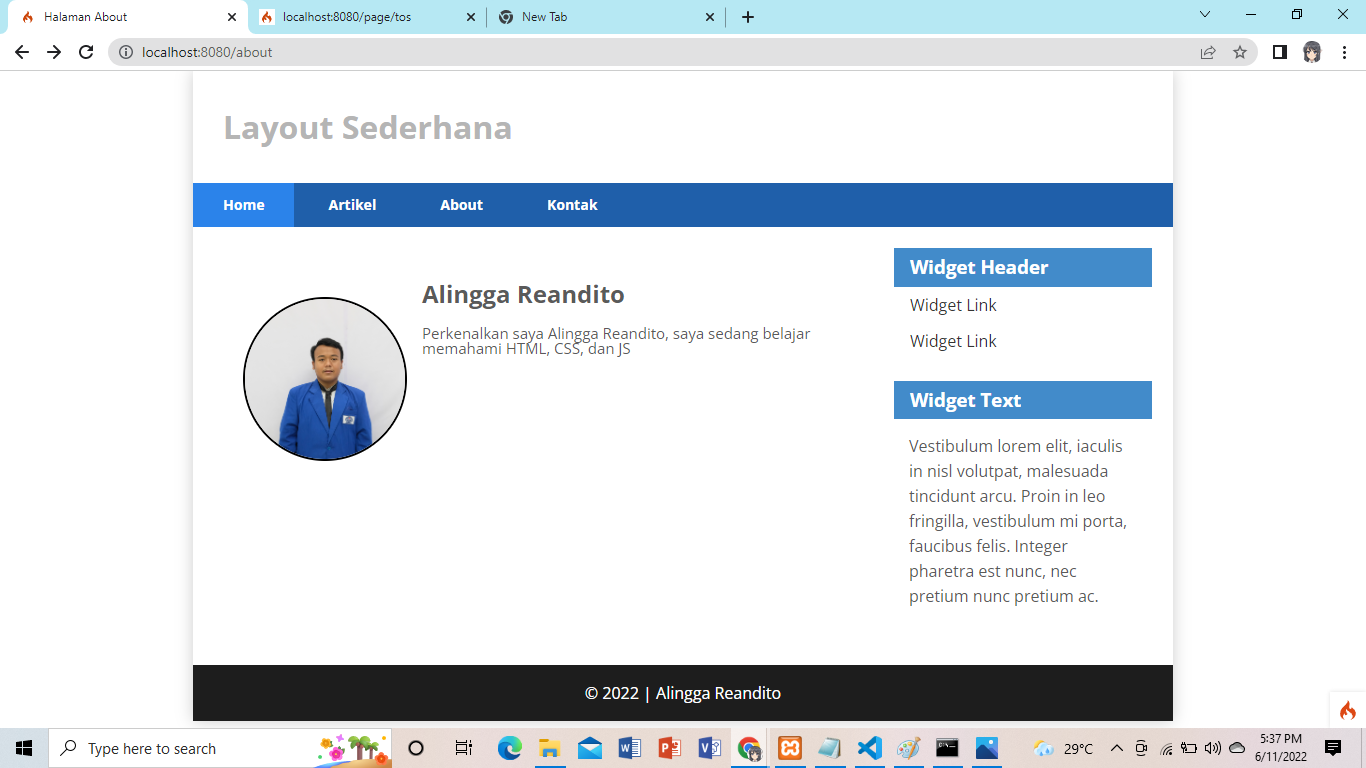 Halaman About
localhost:8080/page/tos
New Tab
localhost:8080/about
Layout Sederhana
Home Artikel About Kontak
Alingga Reandito
Perkenalkan saya Alingga Reandito, saya sedang belajar
memahami HTML, CSS, dan JS
Widget Header
Widget Link
Widget Link
Widget Text
Vestibulum lorem elit, iaculis
in nisl volutpat, malesuada
tincidunt arcu. Proin in leo
fringilla, vestibulum mi porta,
faucibus felis. Integer
pharetra est nunc, nec
pretium nunc pretium ac.
© 2022 | Alingga Reandito
Type here to search
29°C
5:37 PM
6/11/2022